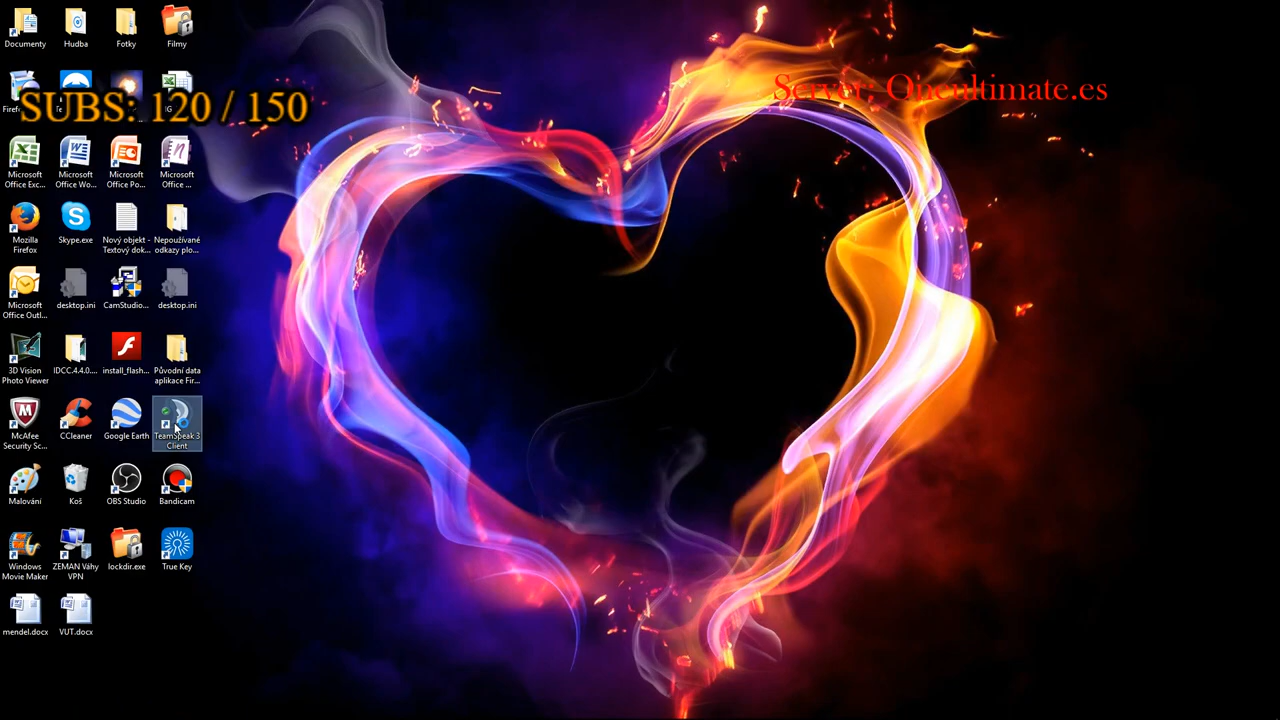 Documenty
Hudba
Fotky
Filmy
SUBS: 120 / 150
Microsoft
Office Exc...
Microsoft
Office Wo...
Microsoft
Office Po...
Microsoft
Office ...
Mozilla
Firefox
Skype.exe
Nový objekt -
Textový dok...
Nepoužívané
odkazy plo...
Microsoft
Office Outl...
desktop.ini
CamStudio...
desktop.ini
3D Vision
Photo Viewer
IDCC.4.4.0....
install_flash...
Původní data
aplikace Fir...
McAfee
Security Sc...
CCleaner
Google Earth
TeamSpeak 3
Client
Malování
Koš
OBS Studio
Bandicam
Windows
Movie Maker
ZEMAN Váhy
VPN
lockdir.exe
True Key
mendel.docx
VUT.docx
Server: Oneultimate.es